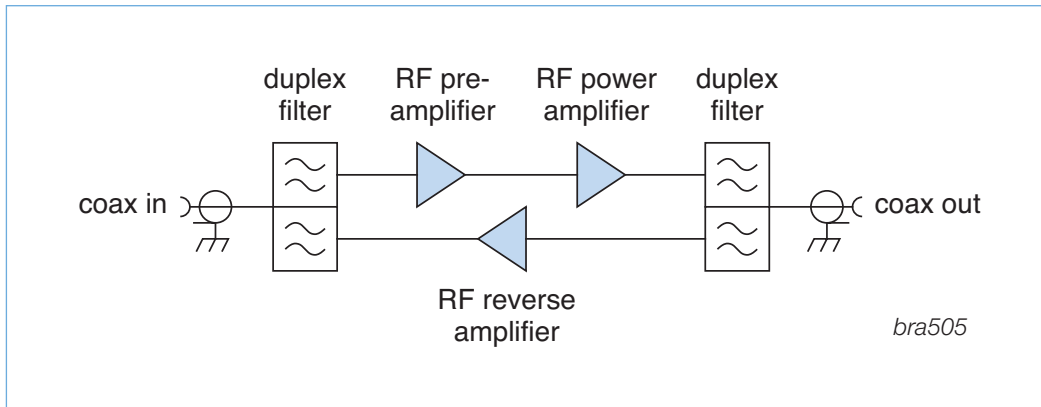 duplex
filter
RF pre-
amplifier
RF power
amplifier
duplex
filter
coax in
coax out
RF reverse
amplifier
bra505